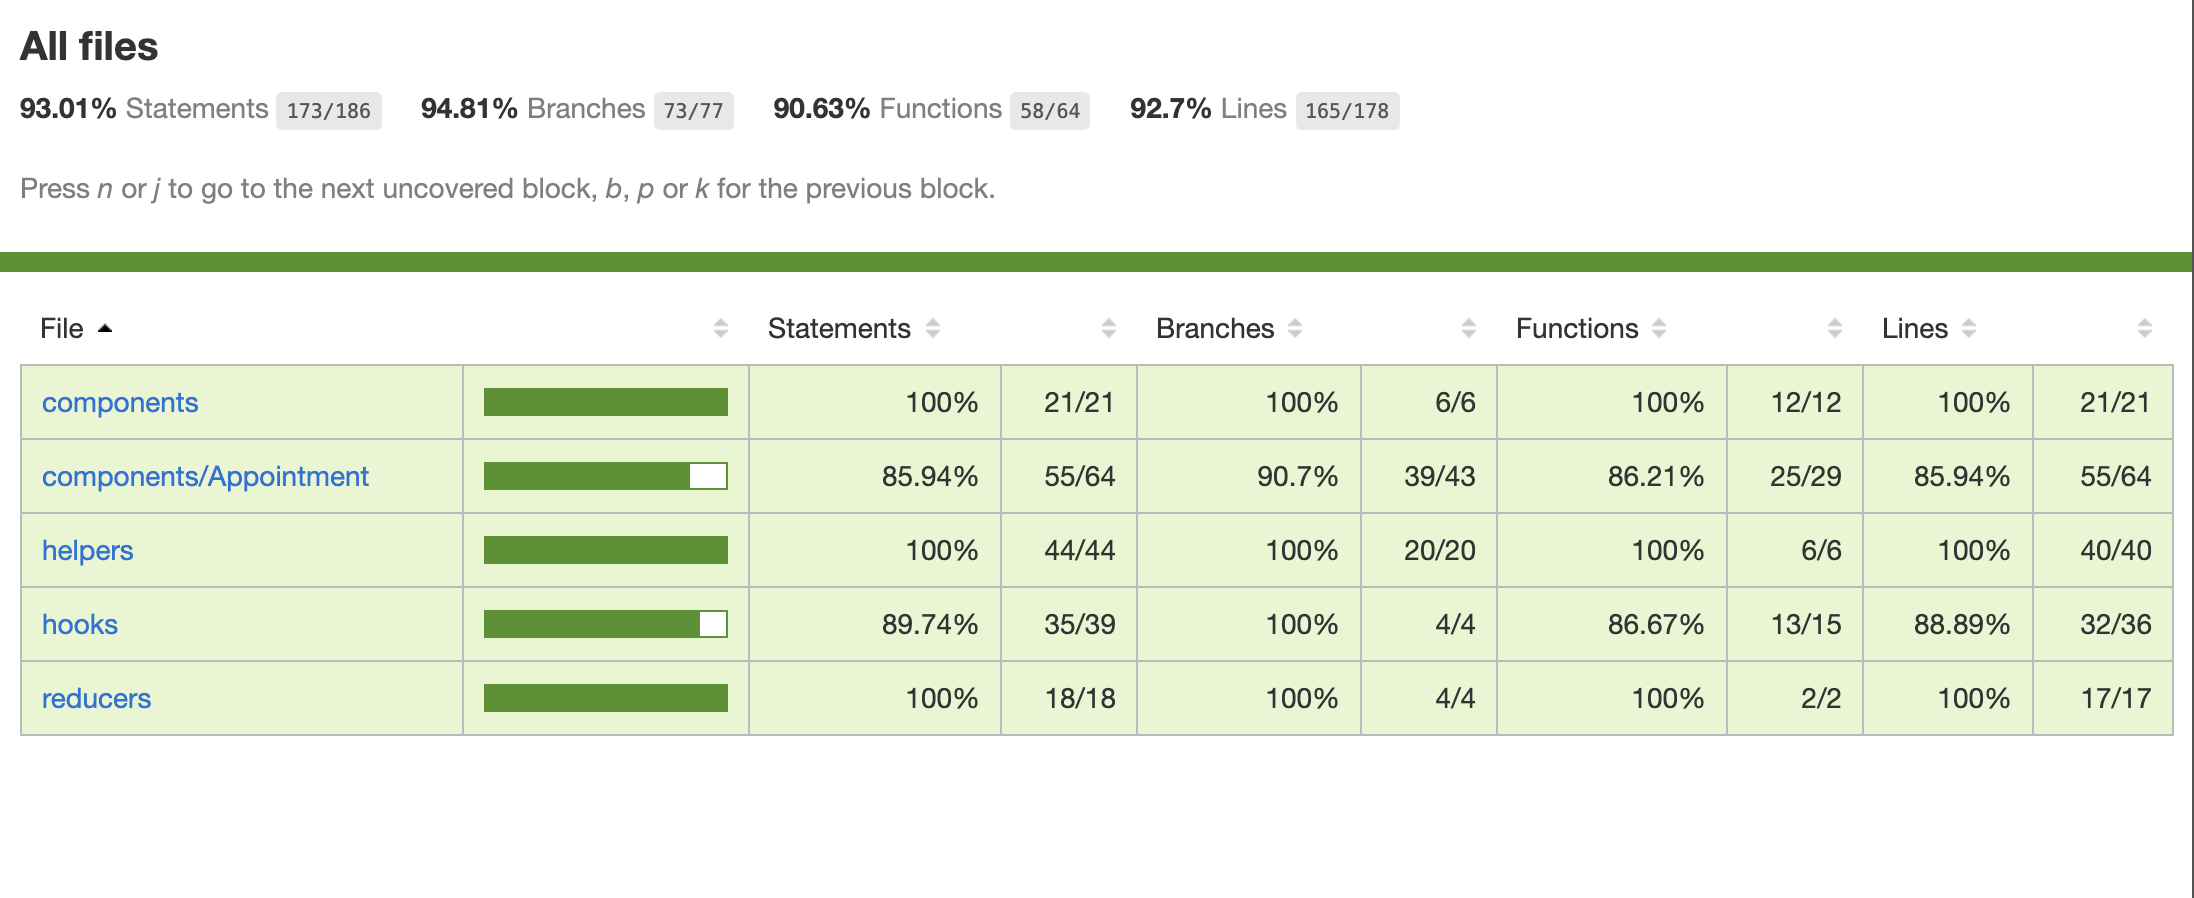 All files
93.01% Statements 173/186 94.81% Branches 73/77 90.63% Functions 58/64 92.7% Lines 165/178
Press n or j to go to the next uncovered block, b, p or k for the previous block.
File Statements Branches Functions Lines
components 100% 21/21 100% 6/6 100% 12/12 100% 21/21
components/Appointment 85.94% 55/64 90.7% 39/43 86.21% 25/29 85.94% 55/64
helpers 100% 44/44 100% 20/20 100% 6/6 100% 40/40
hooks 89.74% 35/39 100% 4/4 86.67% 13/15 88.89% 32/36
reducers 100% 18/18 100% 4/4 100% 2/2 100% 17/17